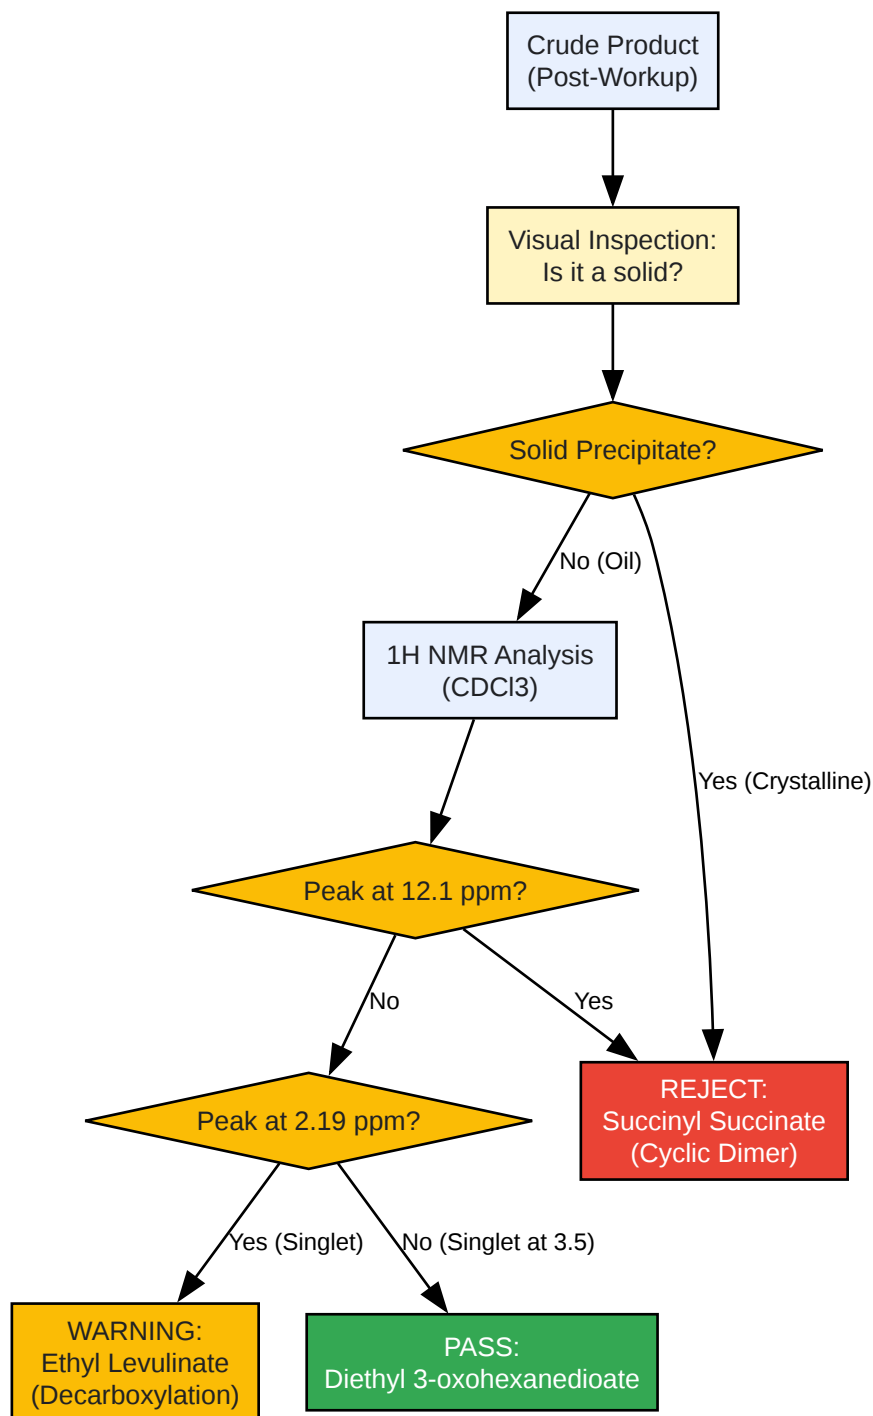 Crude Product
(Post-Workup)
Visual Inspection:
Is it a solid?
Solid Precipitate?
No (Oil)
1H NMR Analysis
(CDCl3)
Yes (Crystalline)
Peak at 12.1 ppm?
No
Yes
Peak at 2.19 ppm?
REJECT:
Succinyl Succinate
(Cyclic Dimer)
Yes (Singlet)
No (Singlet at 3.5)
WARNING:
Ethyl Levulinate
(Decarboxylation)
PASS:
Diethyl 3-oxohexanedioate